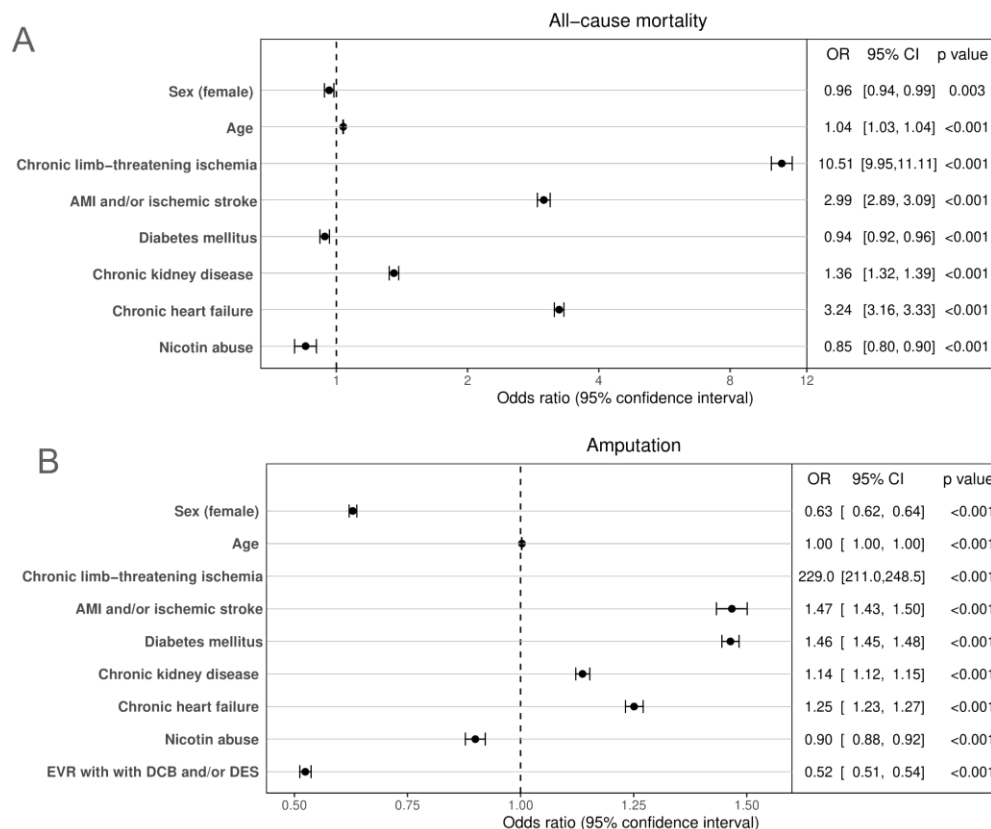 A
All−cause mortality
OR 95% CI p value
Sex (female) 0.96 [0.94, 0.99] 0.003
Age 1.04 [1.03, 1.04] <0.001
Chronic limb−threatening ischemia 10.51 [9.95,11.11] <0.001
AMI and/or ischemic stroke 2.99 [2.89, 3.09] <0.001
Diabetes mellitus 0.94 [0.92, 0.96] <0.001
Chronic kidney disease 1.36 [1.32, 1.39] <0.001
Chronic heart failure 3.24 [3.16, 3.33] <0.001
Nicotin abuse 0.85 [0.80, 0.90] <0.001
1 2 4 8 12
Odds ratio (95% confidence interval)
B
Amputation
OR 95% CI p value
Sex (female) 0.63 [ 0.62, 0.64] <0.001
Age 1.00 [ 1.00, 1.00] <0.001
Chronic limb−threatening ischemia 229.0 [211.0,248.5] <0.001
AMI and/or ischemic stroke 1.47 [ 1.43, 1.50] <0.001
Diabetes mellitus 1.46 [ 1.45, 1.48] <0.001
Chronic kidney disease 1.14 [ 1.12, 1.15] <0.001
Chronic heart failure 1.25 [ 1.23, 1.27] <0.001
Nicotin abuse 0.90 [ 0.88, 0.92] <0.001
EVR with with DCB and/or DES 0.52 [ 0.51, 0.54] <0.001
0.50 0.75 1.00 1.25 1.50
Odds ratio (95% confidence interval)